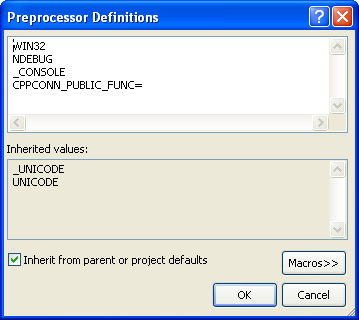 Preprocessor Definitions
WIN32
NDEBUG
_CONSOLE
CPPCONN_PUBLIC_FUNC=
Inherited values:
_UNICODE
UNICODE
Inherit from parent or project defaults
Macros>>
OK
Cancel